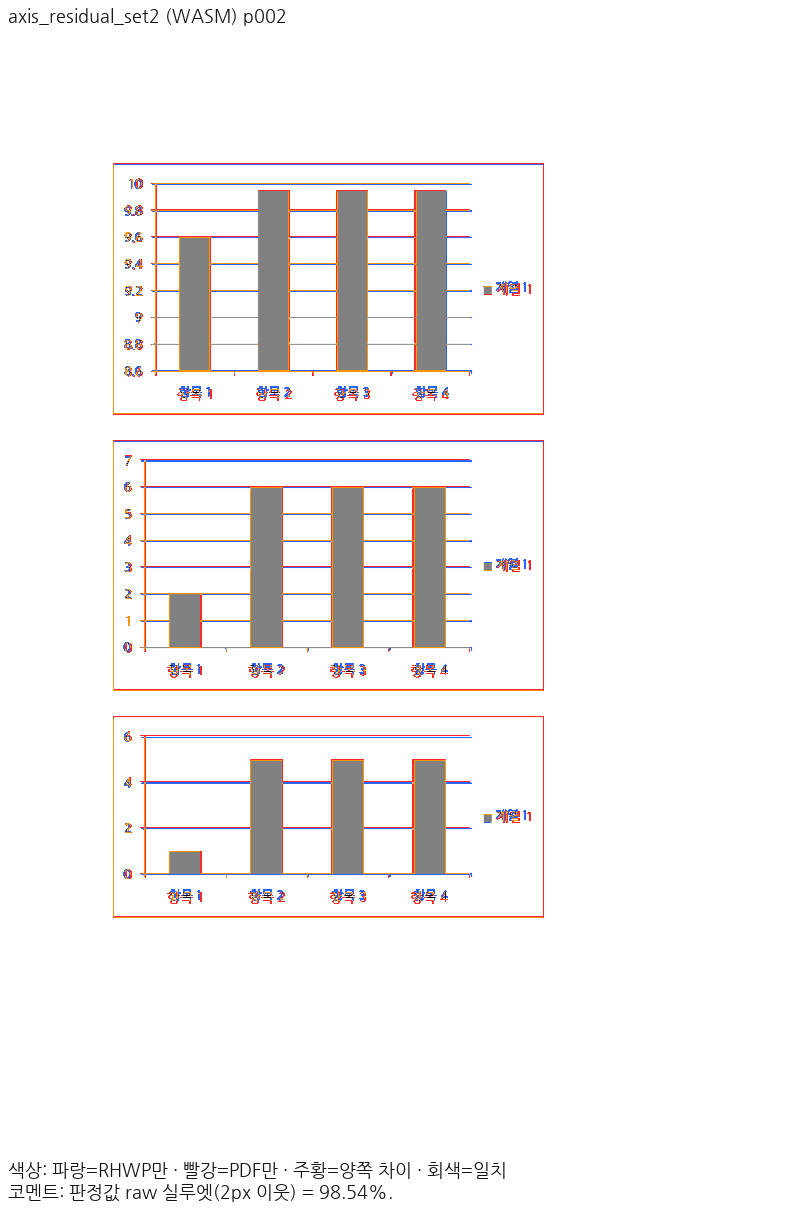 axis_residual_set2 (WASM) p002
10
9.8
9.6
9.4
9.2
9
8.8
8.6
항목 1 항목 2 항목 3 항목 4
계열 1
7
6
5
4
3
2
1
0
항목 1 항목 2 항목 3 항목 4
계열 1
6
4
2
0
항목 1 항목 2 항목 3 항목 4
계열 1
색상: 파랑=RHWP만 · 빨강=PDF만 · 주황=양쪽 차이 · 회색=일치
코멘트: 판정값 raw 실루엣(2px 이웃) = 98.54%.